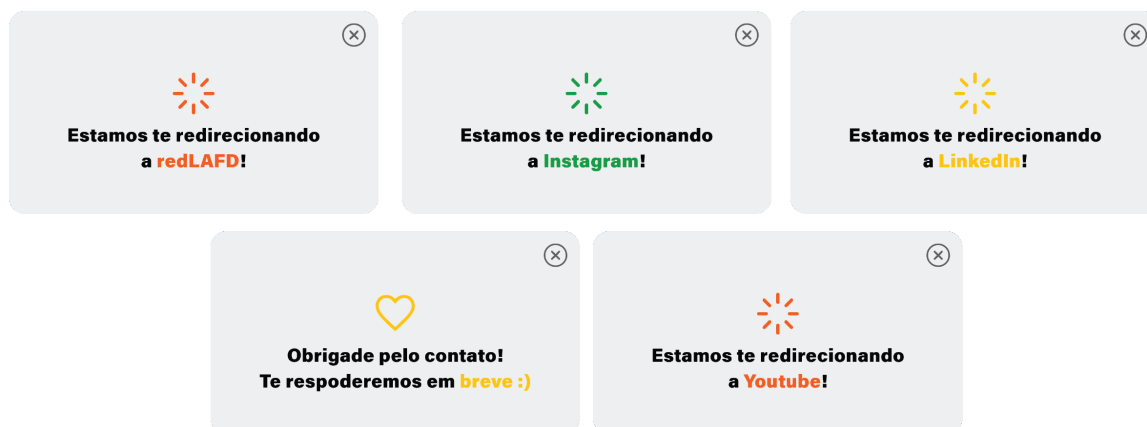 Estamos te redirecionando
a redLAFD!
Estamos te redirecionando
a Instagram!
Estamos te redirecionando
a LinkedIn!
Obrigade pelo contato!
Te respoderemos em breve :)
Estamos te redirecionando
a Youtube!